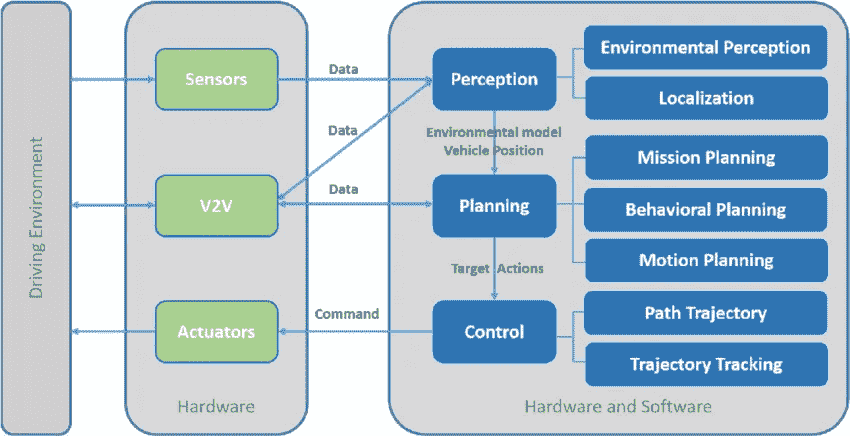 Driving Environment
Sensors
V2V
Actuators
Hardware
Data
Data
Data
Command
Perception
Environmental model
Vehicle Position
Planning
Target Actions
Control
Environmental Perception
Localization
Mission Planning
Behavioral Planning
Motion Planning
Path Trajectory
Trajectory Tracking
Hardware and Software